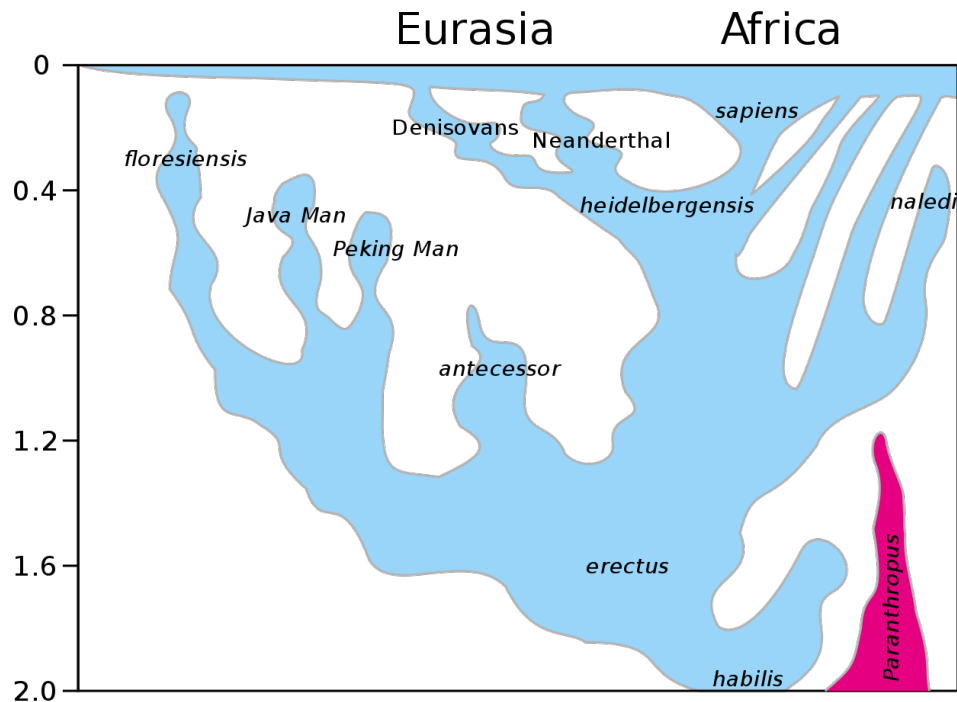 Eurasia Africa
0
sapiens
Denisovans
Neanderthal
floresiensis
0.4
naledi
heidelbergensis
Java Man
Peking Man
0.8
antecessor
1.2
erectus
1.6
Paranthropus
habilis
2.0